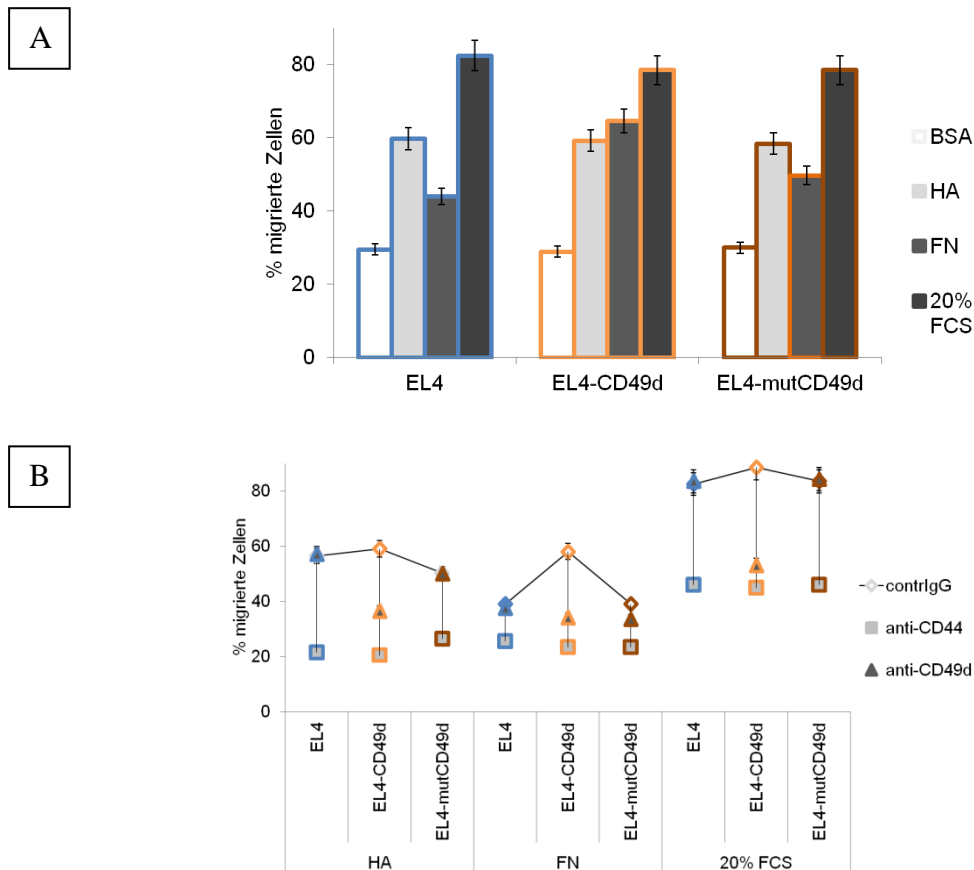 A
% migrierte Zellen
80
60
40
20
0
EL4
EL4-CD49d
EL4-mutCD49d
BSA
HA
FN
20%
FCS
B
% migrierte Zellen
80
60
40
20
0
EL4
EL4-CD49d
EL4-mutCD49d
EL4
EL4-CD49d
EL4-mutCD49d
EL4
EL4-CD49d
EL4-mutCD49d
HA
FN
20% FCS
contrIgG
anti-CD44
anti-CD49d